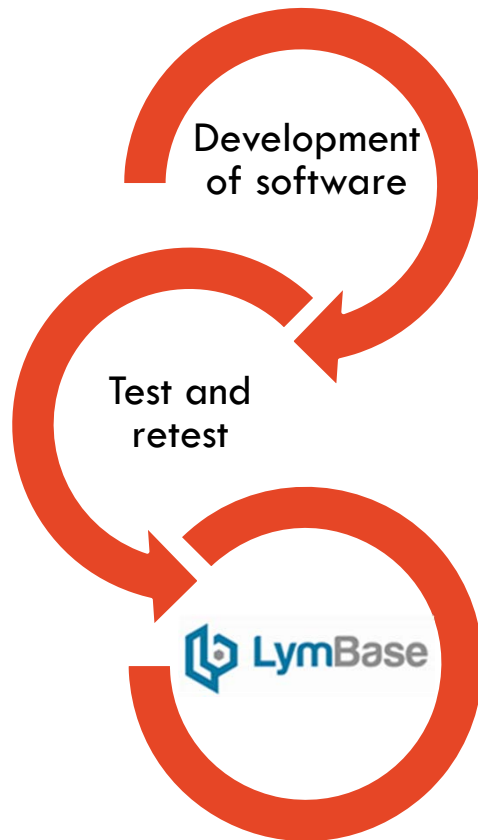 Development
of software
Test and
retest
LymBase